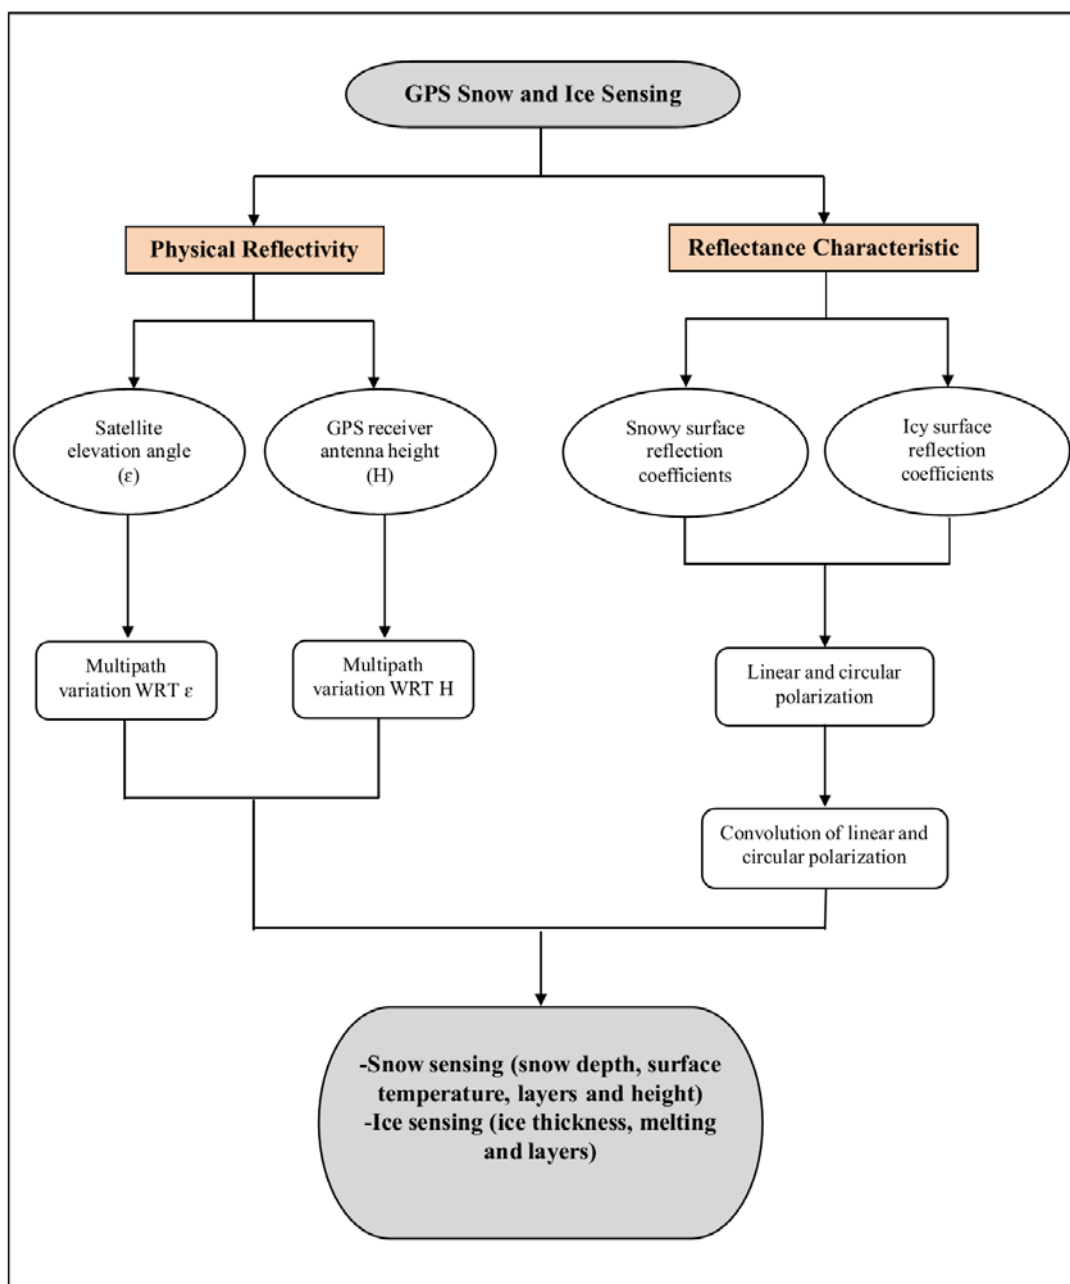 GPS Snow and Ice Sensing
Physical Reflectivity
Reflectance Characteristic
Satellite
elevation angle
(ε)
GPS receiver
antenna height
(H)
Snowy surface
reflection
coefficients
Icy surface
reflection
coefficients
Multipath
variation WRT ε
Multipath
variation WRT H
Linear and circular
polarization
Convolution of linear and
circular polarization
-Snow sensing (snow depth, surface
temperature, layers and height)
-Ice sensing (ice thickness, melting
and layers)